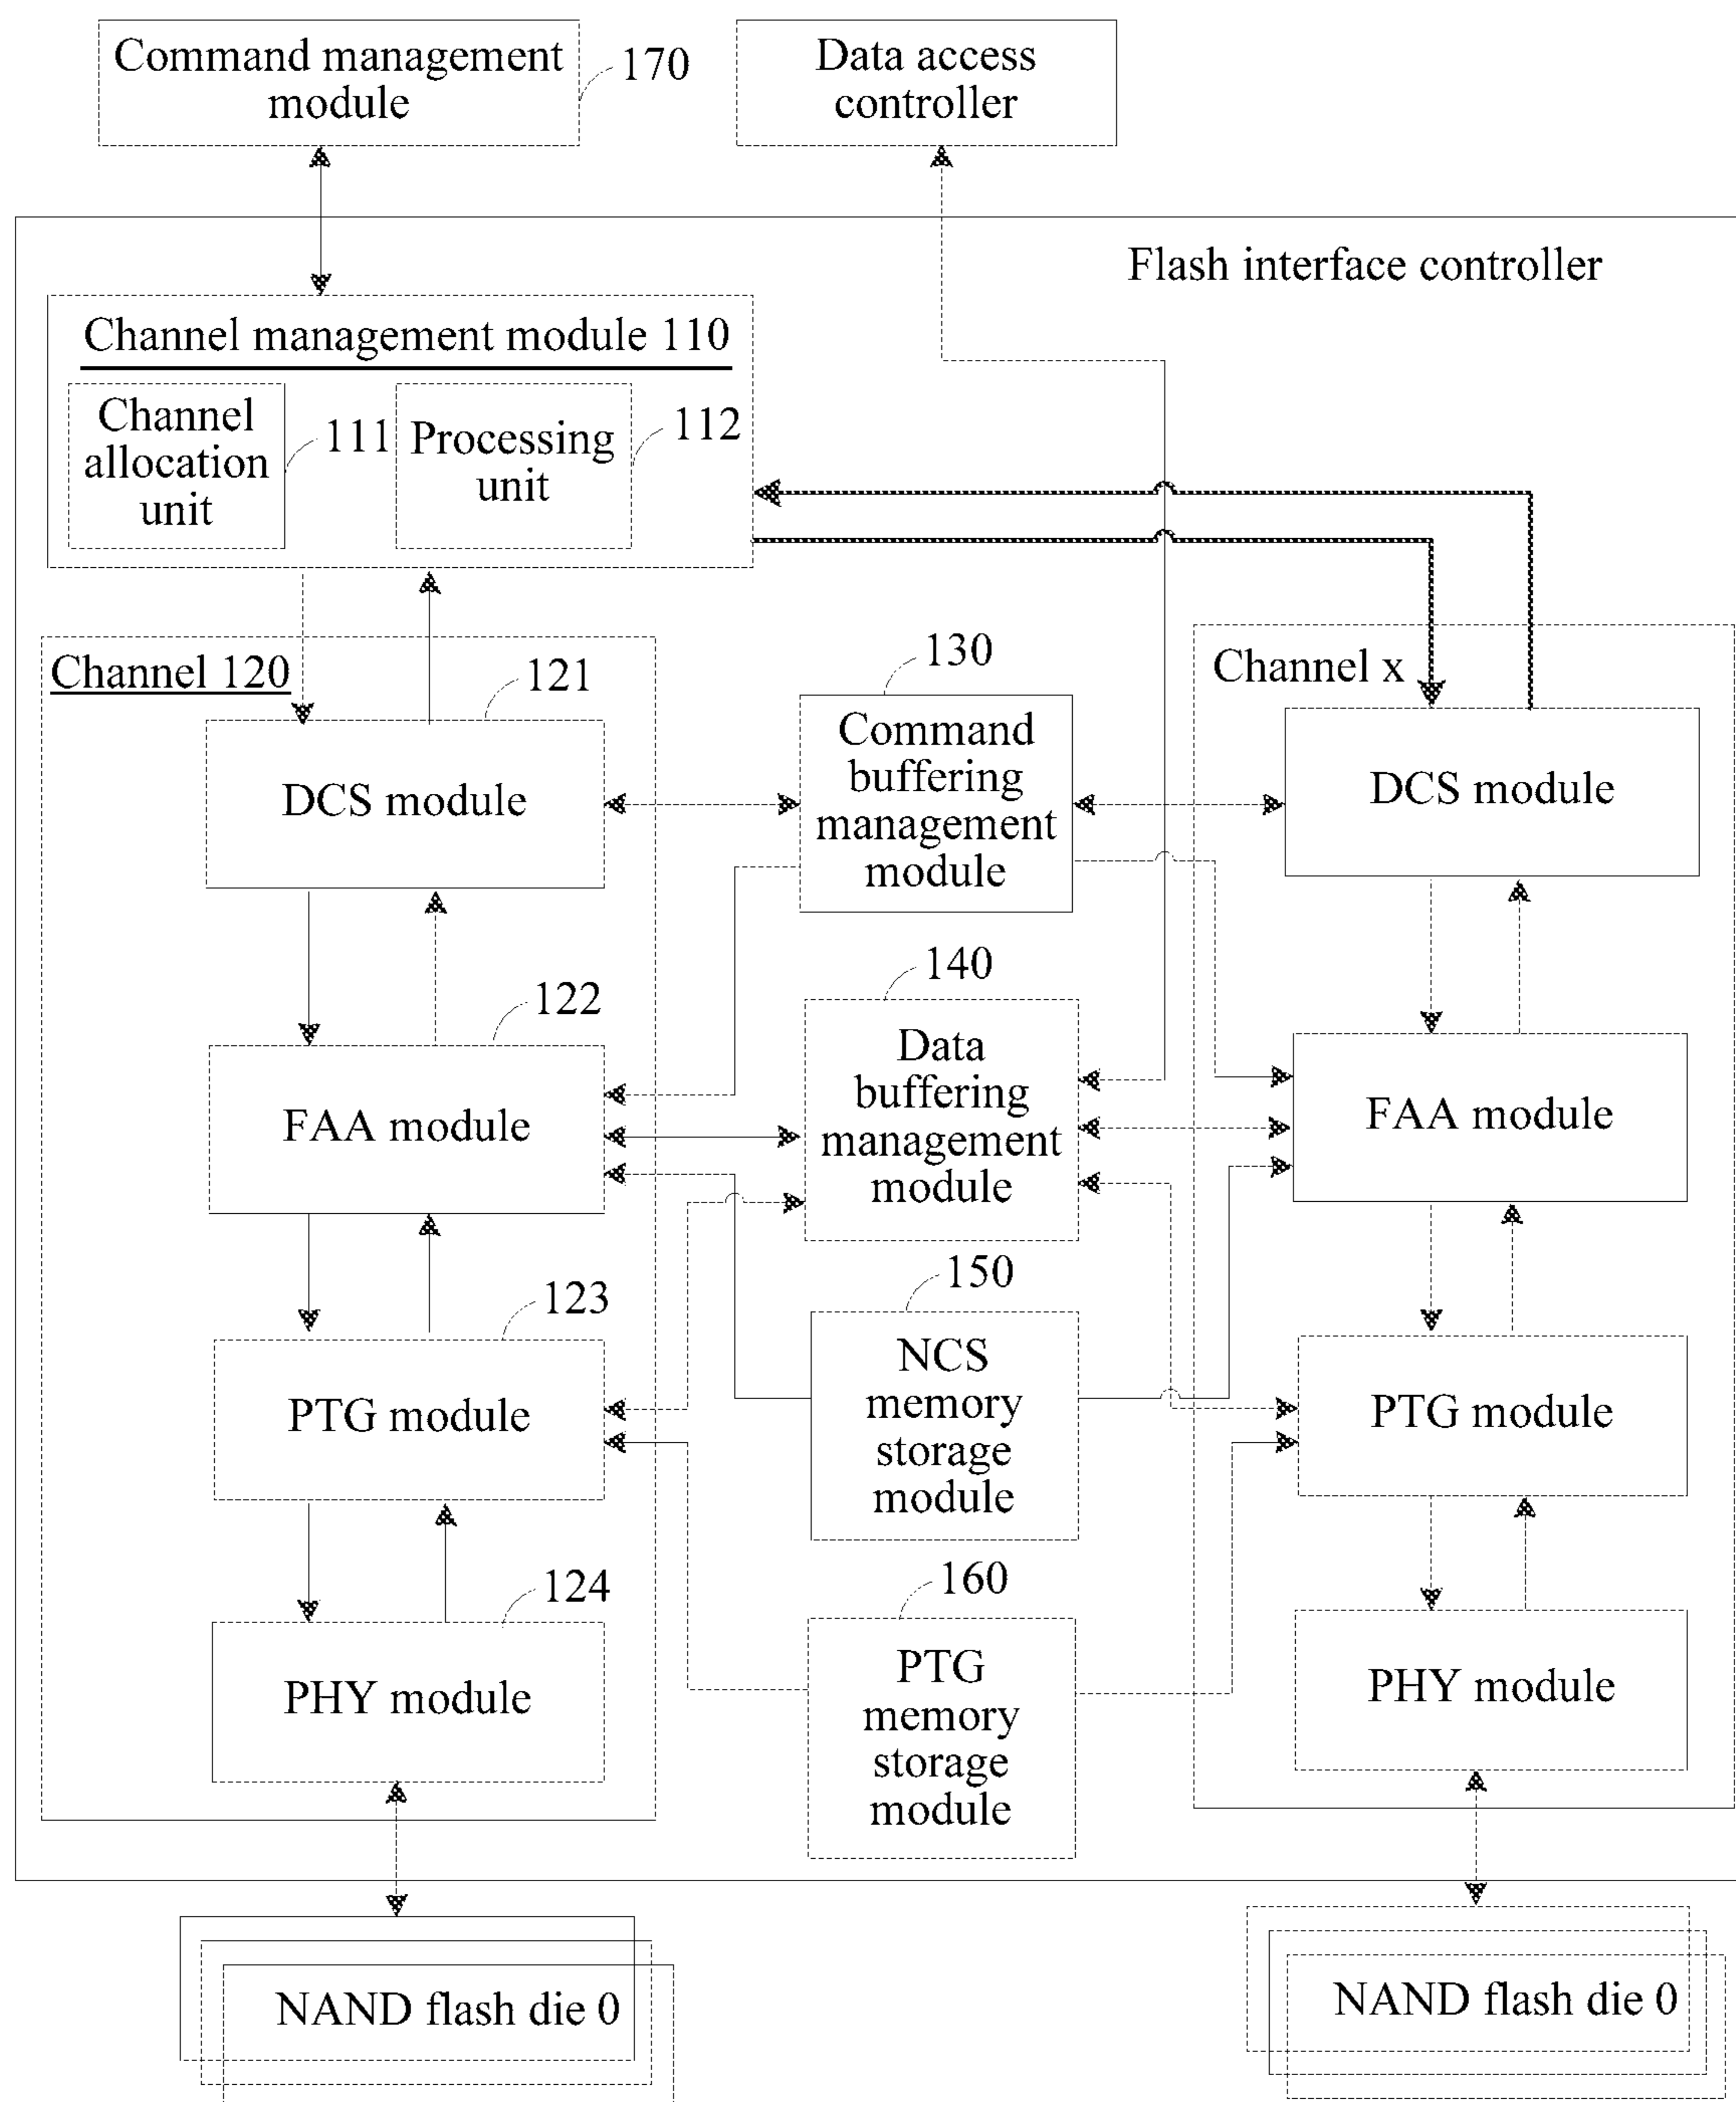 Command management
module
170
Data access
controller
Flash interface controller
Channel management module 110
Channel
allocation
unit
111
Processing
unit
112
Channel 120
121
DCS module
122
FAA module
123
PTG module
124
PHY module
130
Command
buffering
management
module
140
Data
buffering
management
module
150
NCS
memory
storage
module
160
PTG
memory
storage
module
Channel x
DCS module
FAA module
PTG module
PHY module
NAND flash die 0
NAND flash die 0